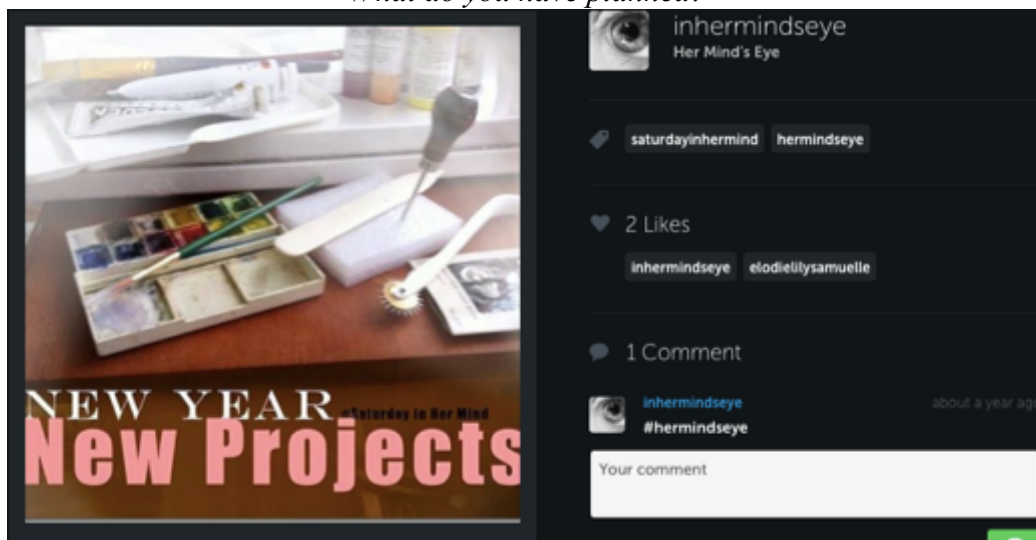 What do you have planned?
NEW YEAR
#Saturday in Her Mind
New Projects
inhermindseye
Her Mind's Eye
saturdayinhermind hermindseye
2 Likes
inhermindseye elodielilysamuelle
1 Comment
inhermindseye about a year ago
#hermindseye
Your comment